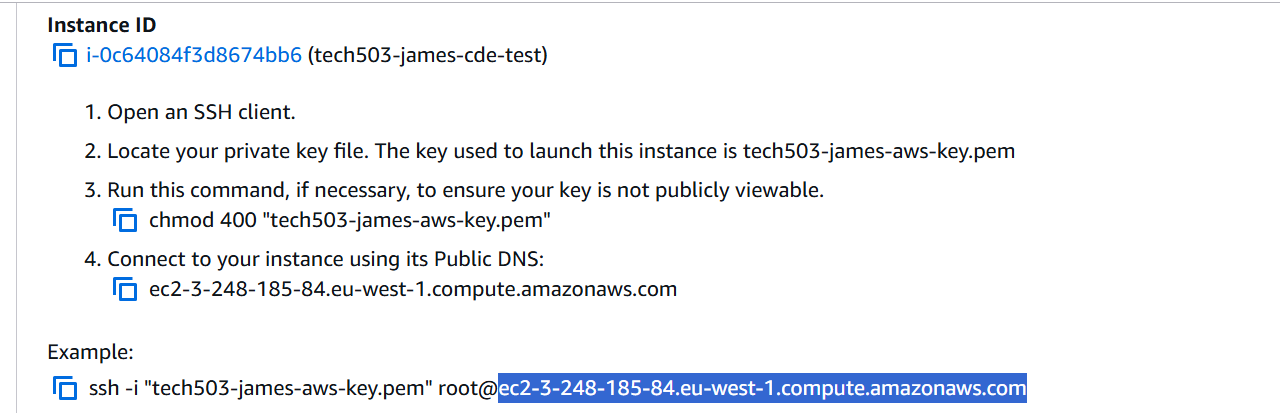 Instance ID
i-0c64084f3d8674bb6 (tech503-james-cde-test)
1. Open an SSH client.
2. Locate your private key file. The key used to launch this instance is tech503-james-aws-key.pem
3. Run this command, if necessary, to ensure your key is not publicly viewable.
chmod 400 "tech503-james-aws-key.pem"
4. Connect to your instance using its Public DNS:
ec2-3-248-185-84.eu-west-1.compute.amazonaws.com
Example:
ssh -i "tech503-james-aws-key.pem" root@ec2-3-248-185-84.eu-west-1.compute.amazonaws.com